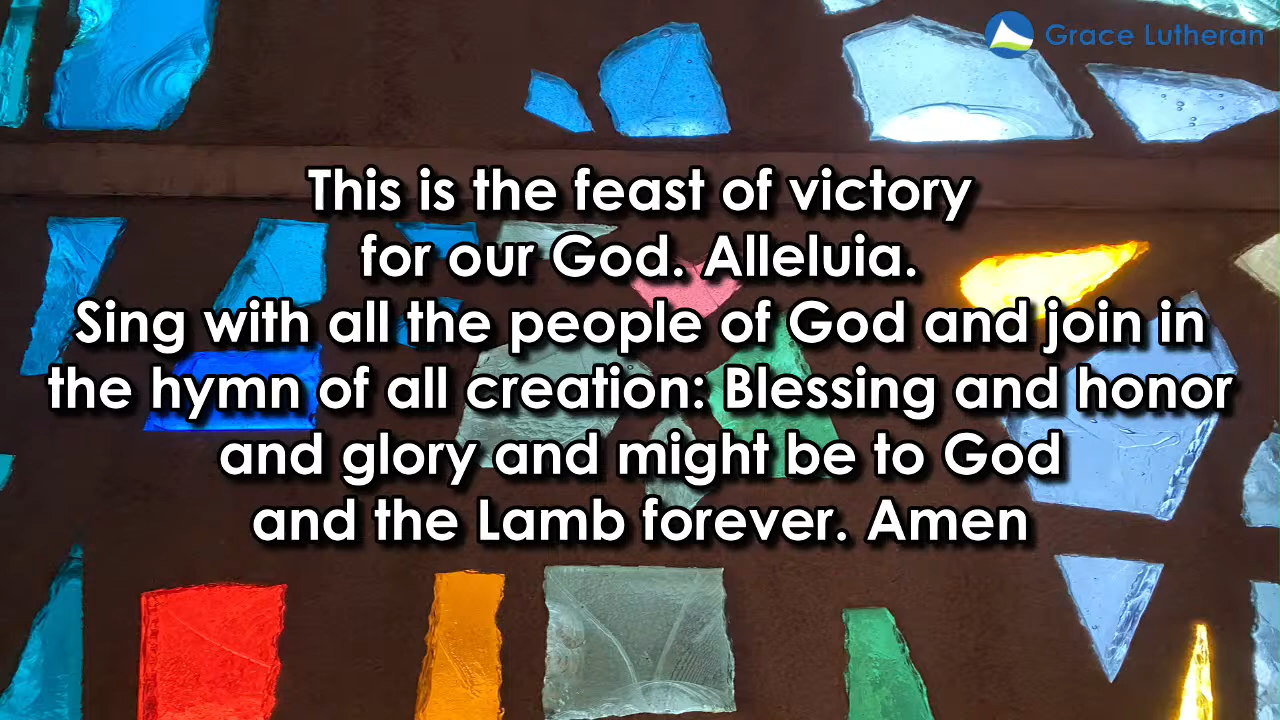 Grace Lutheran
This is the feast of victory
for our God. Alleluia.
Sing with all the people of God and join in
the hymn of all creation: Blessing and honor
and glory and might be to God
and the Lamb forever. Amen